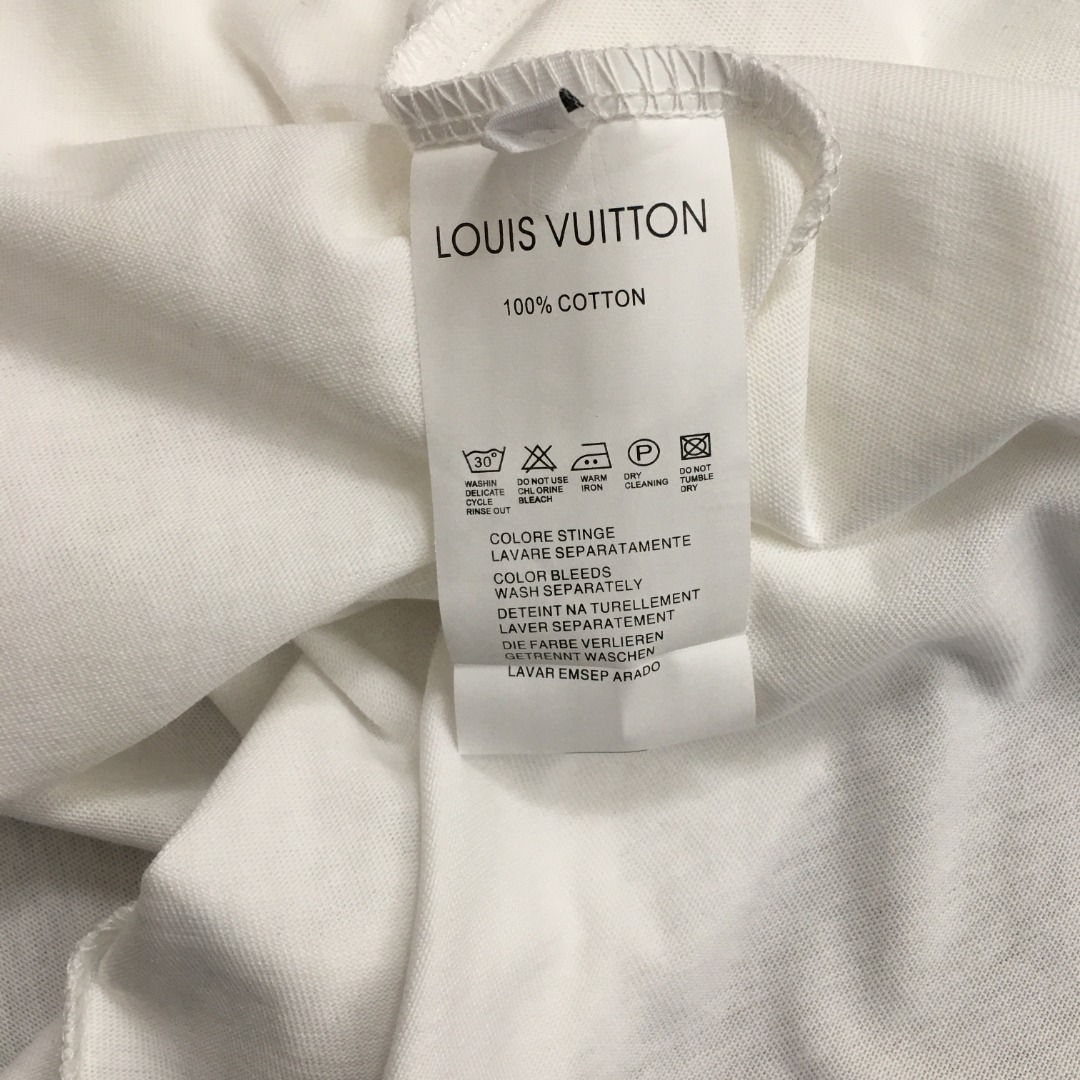 LOUIS VUITTON
100% COTTON
30°
P
WASHIN
DELICATE
CYCLE
RINSE OUT
DO NOT USE
CHLORINE
BLEACH
WARM
IRON
DRY
CLEANING
DO NOT
TUMBLE
DRY
COLORE STINGE
LAVARE SEPARATAMENTE
COLOR BLEEDS
WASH SEPARATELY
DETEINT NA TURELLEMENT
LAVER SEPARATEMENT
DIE FARBE VERLIEREN
GETRENNT WASCHEN
LAVAR EMSEP ARADO